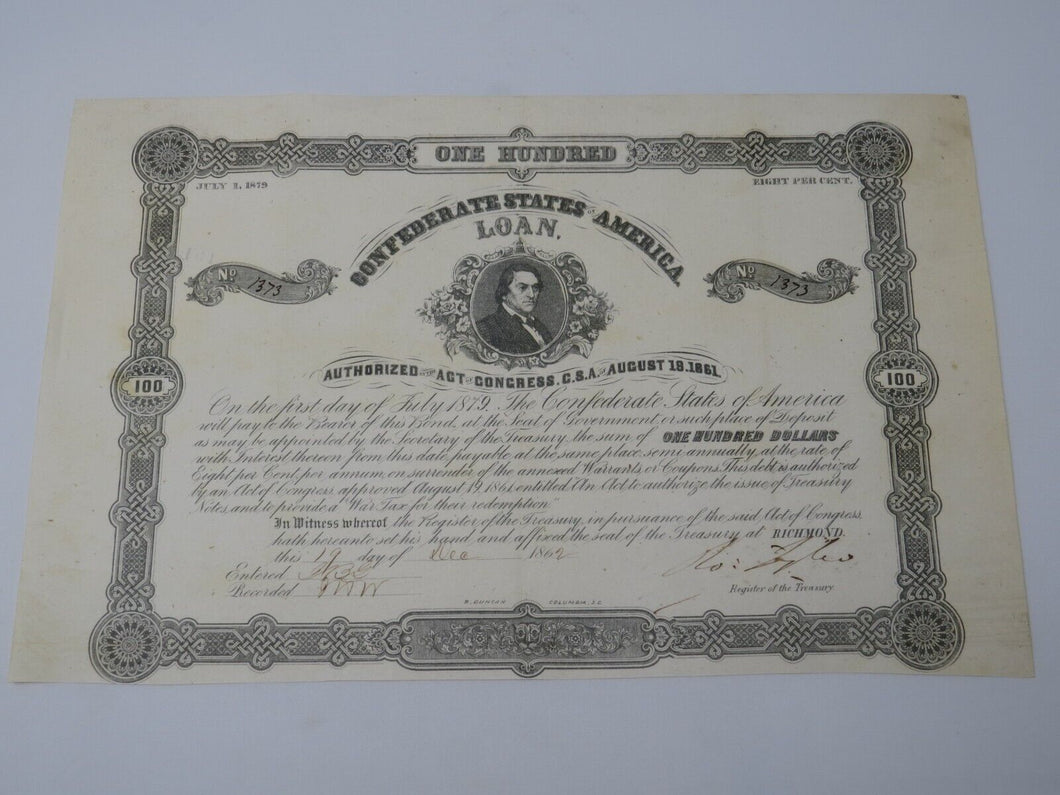 ONE HUNDRED
JULY 1, 1879
EIGHT PER CENT.
CONFEDERATE STATES OF AMERICA
LOAN.
No 1373
No 1373
AUTHORIZED BY ACT OF CONGRESS, C.S.A. OF AUGUST 19, 1861.
100
100
On the first day of July 1879. The Confederate States of America
will pay to the Bearer of this Bond, at the Seat of Government, or such place of Deposit
as may be appointed by the Secretary of the Treasury, the sum of ONE HUNDRED DOLLARS
with Interest thereon from this date, payable at the same place semi-annually, at the rate of
Eight per Cent, per annum, on surrender of the annexed Warrants, or Coupons. This debt is authorized
by an Act of Congress approved August 19, 1861, entitled "An Act to authorize the issue of Treasury
Notes, and to provide a "War Tax for their redemption"
In Witness whereof the Register of the Treasury, in pursuance of the said Act of Congress,
hath hereunto set his hand, and affixed the seal of the Treasury at RICHMOND.
this 19 day of Dec 1862
Entered
Recorded
Register of the Treasury
B. DUNCAN COLUMBIA, S.C.